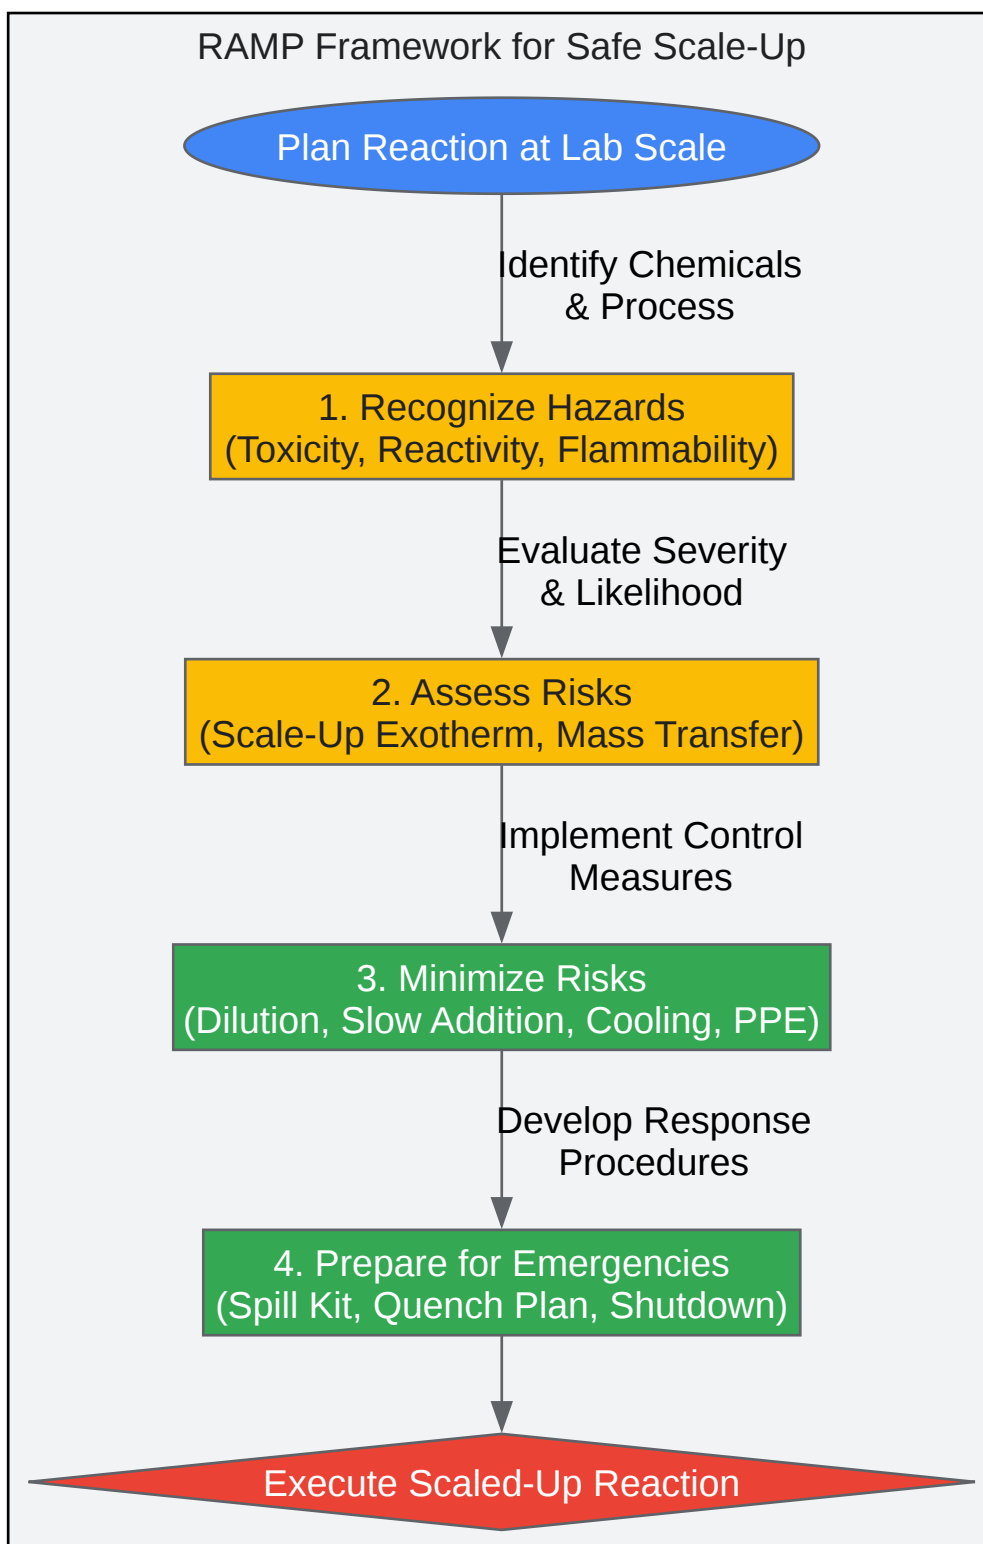 RAMP Framework for Safe Scale-Up
Plan Reaction at Lab Scale
Identify Chemicals
& Process
1. Recognize Hazards
(Toxicity, Reactivity, Flammability)
Evaluate Severity
& Likelihood
2. Assess Risks
(Scale-Up Exotherm, Mass Transfer)
Implement Control
Measures
3. Minimize Risks
(Dilution, Slow Addition, Cooling, PPE)
Develop Response
Procedures
4. Prepare for Emergencies
(Spill Kit, Quench Plan, Shutdown)
Execute Scaled-Up Reaction